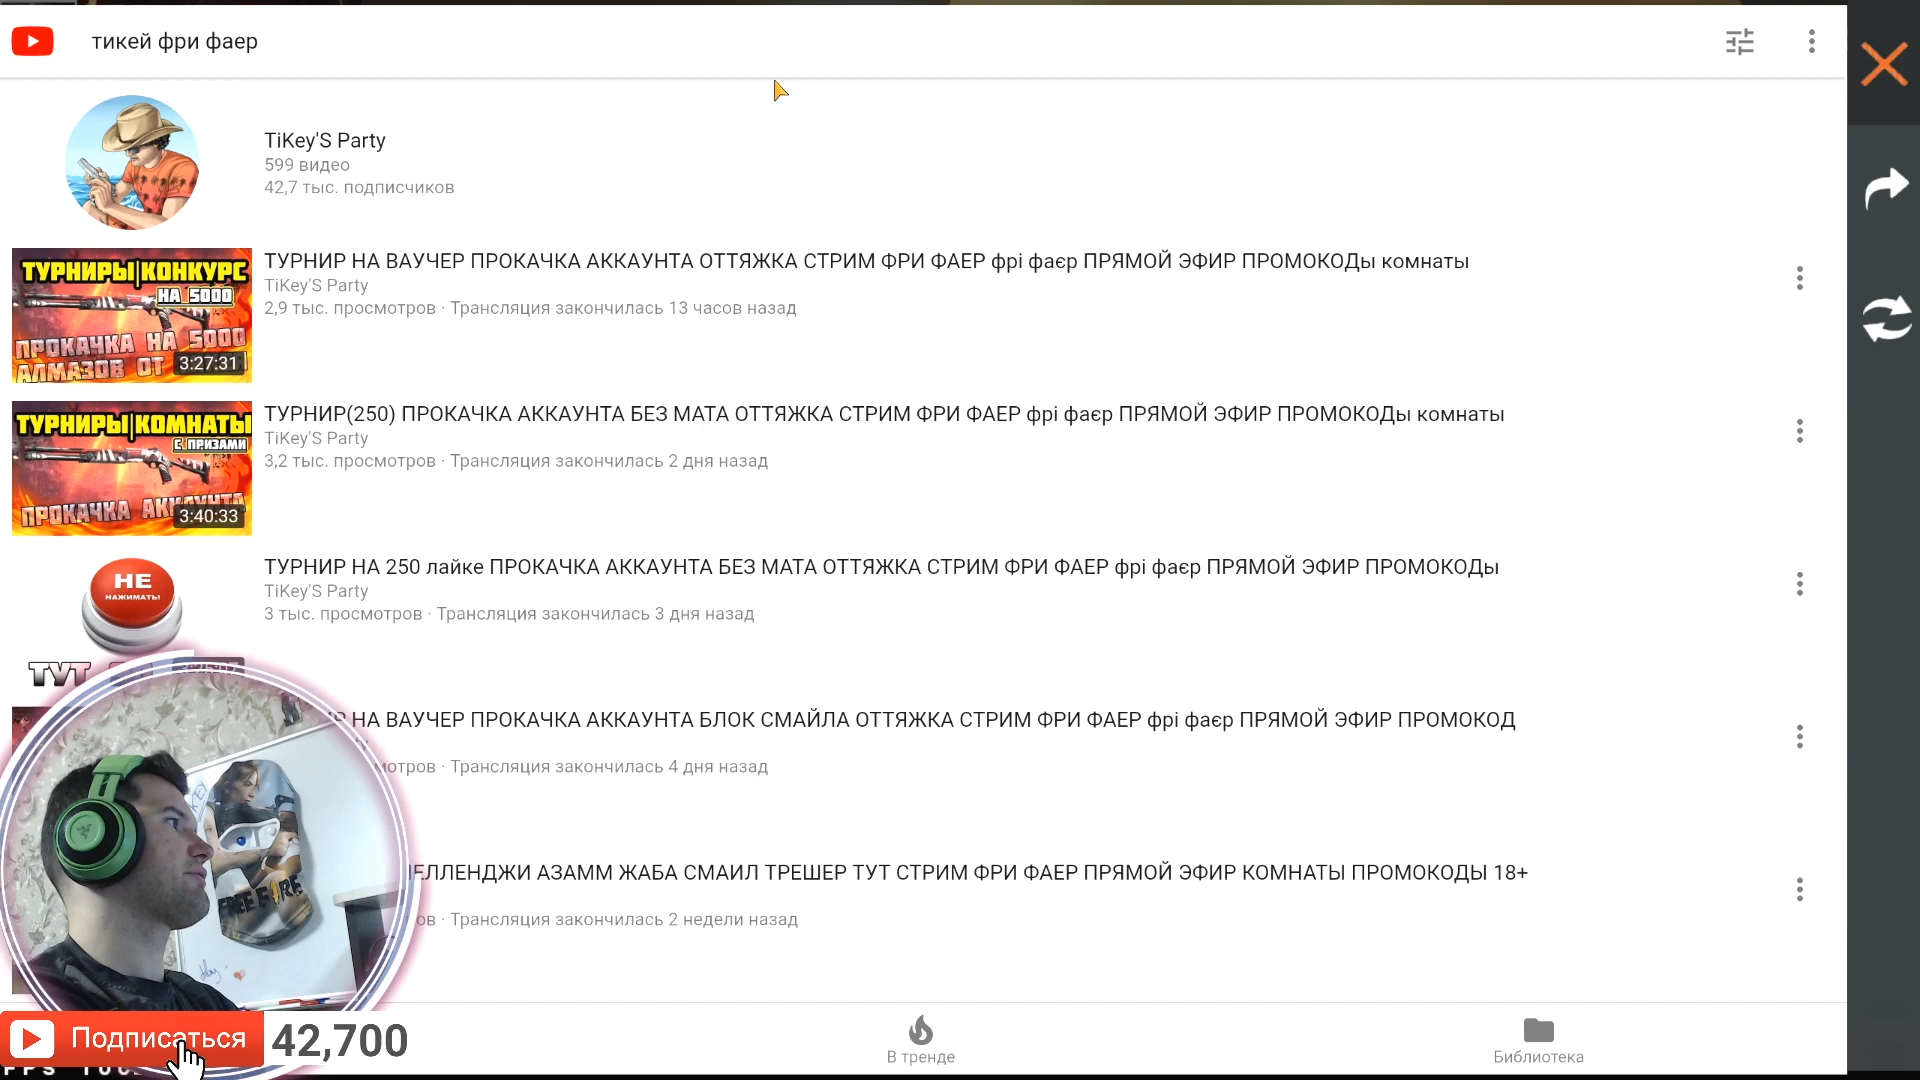 тикей фри фаер
TiKey'S Party
599 видео
42,7 тыс. подписчиков
ТУРНИРЫ|КОНКУРС
НА 5000
ПРОКАЧКА НА 5000
АЛМАЗОВ ОТ
3:27:31
ТУРНИР НА ВАУЧЕР ПРОКАЧКА АККАУНТА ОТТЯЖКА СТРИМ ФРИ ФАЕР фрі фаєр ПРЯМОЙ ЭФИР ПРОМОКОДы комнаты
TiKey'S Party
2,9 тыс. просмотров · Трансляция закончилась 13 часов назад
ТУРНИРЫ|КОМНАТЫ
С ПРИЗАМИ
ПРОКАЧКА АККАУНТА
3:40:33
ТУРНИР(250) ПРОКАЧКА АККАУНТА БЕЗ МАТА ОТТЯЖКА СТРИМ ФРИ ФАЕР фрі фаєр ПРЯМОЙ ЭФИР ПРОМОКОДы комнаты
TiKey'S Party
3,2 тыс. просмотров · Трансляция закончилась 2 дня назад
НЕ
НАЖИМАТЬ!
ТУТ
ТУРНИР НА 250 лайке ПРОКАЧКА АККАУНТА БЕЗ МАТА ОТТЯЖКА СТРИМ ФРИ ФАЕР фрі фаєр ПРЯМОЙ ЭФИР ПРОМОКОДы
TiKey'S Party
3 тыс. просмотров · Трансляция закончилась 3 дня назад
НА ВАУЧЕР ПРОКАЧКА АККАУНТА БЛОК СМАЙЛА ОТТЯЖКА СТРИМ ФРИ ФАЕР фрі фаєр ПРЯМОЙ ЭФИР ПРОМОКОД
мотров · Трансляция закончилась 4 дня назад
ЕЛЛЕНДЖИ АЗАММ ЖАБА СМАИЛ ТРЕШЕР ТУТ СТРИМ ФРИ ФАЕР ПРЯМОЙ ЭФИР КОМНАТЫ ПРОМОКОДЫ 18+
ов · Трансляция закончилась 2 недели назад
FREE FIRE
Подписаться
42,700
В тренде
Библиотека
FPS